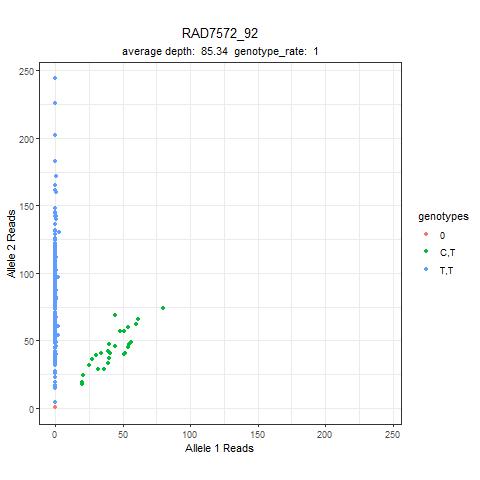 RAD7572_92
average depth:  85.34  genotype_rate:  1
250
200
150
100
50
0
Allele 2 Reads
0 50 100 150 200 250
Allele 1 Reads
genotypes
0
C,T
T,T